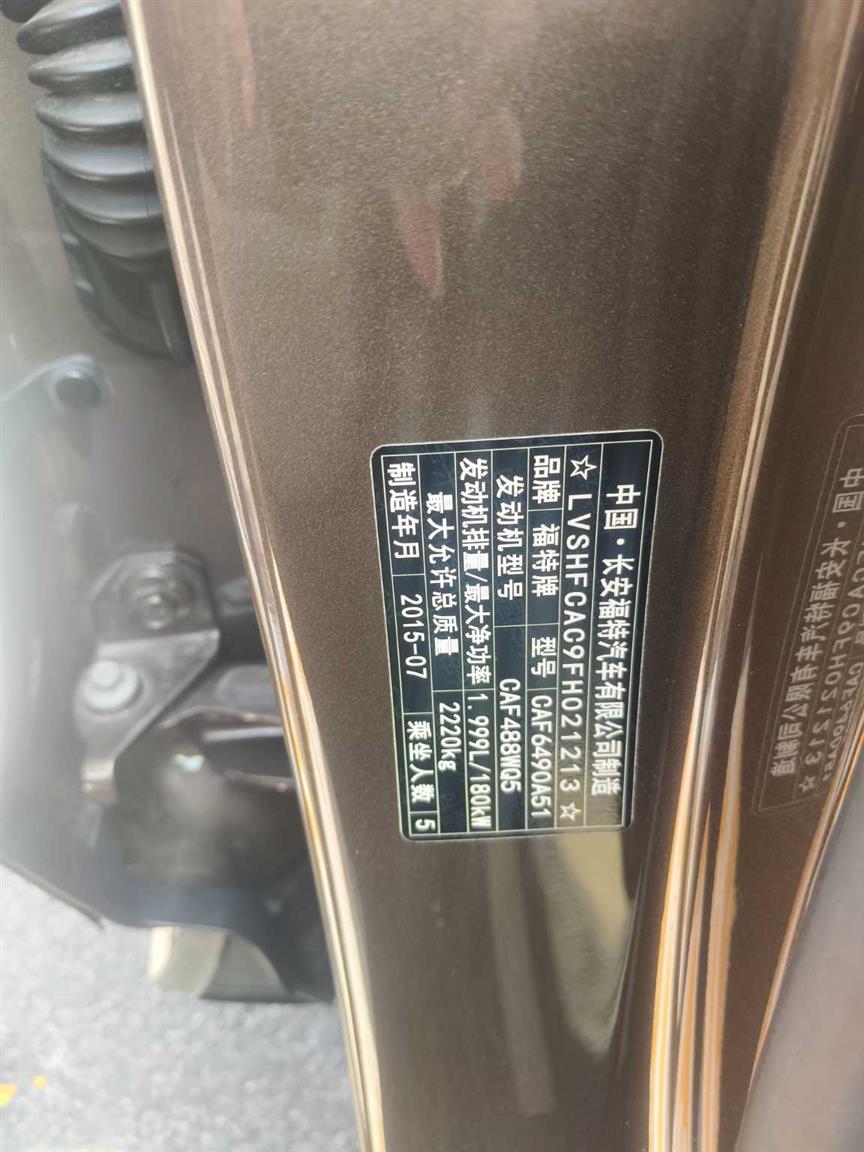 中国·长安福特汽车有限公司制造
☆LVSHFCAC9FH021213☆
品牌 福特牌 型号 CAF6490A51
发动机型号 CAF488WQ5
发动机排量/最大净功率 1.999L/180kW
最大允许总质量 2220kg
制造年月 2015-07 乘坐人数 5